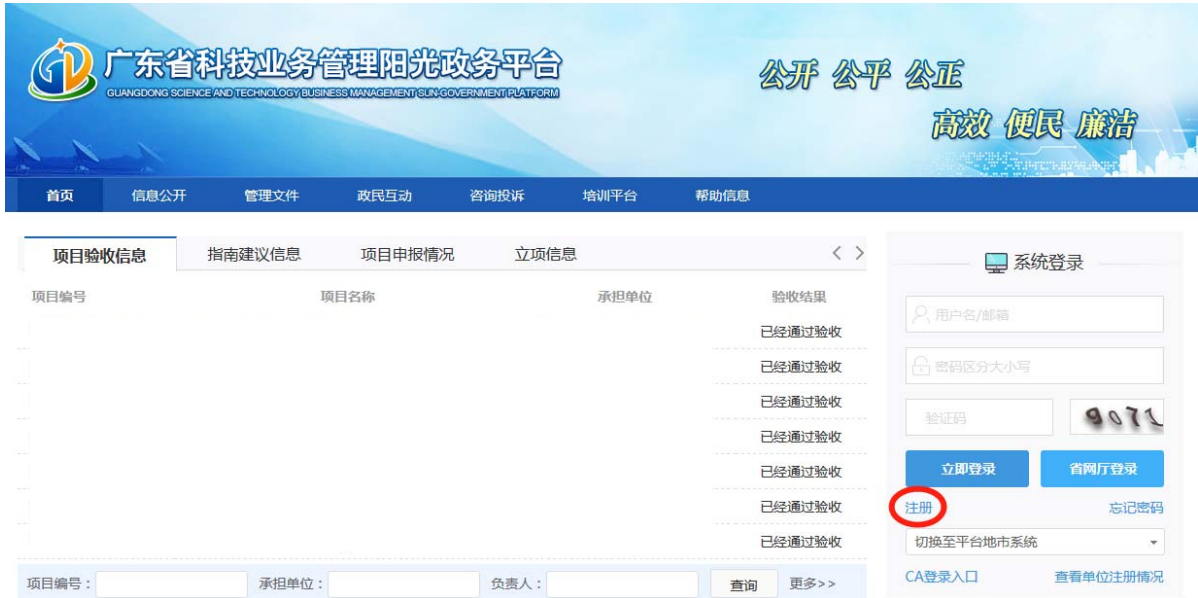 广东省科技业务管理阳光政务平台
GUANGDONG SCIENCE AND TECHNOLOGY BUSINESS MANAGEMENT SUN-GOVERNMENT PLATFORM
公开 公平 公正
高效 便民 廉洁
首页 信息公开 管理文件 政民互动 咨询投诉 培训平台 帮助信息
项目验收信息 指南建议信息 项目申报情况 立项信息 < >
项目编号 项目名称 承担单位 验收结果
已经通过验收
已经通过验收
已经通过验收
已经通过验收
已经通过验收
已经通过验收
已经通过验收
项目编号： 承担单位： 负责人： 查询 更多>>
系统登录
用户名/邮箱
密码区分大小写
验证码 9071
立即登录 省网厅登录
注册 忘记密码
切换至平台地市系统
CA登录入口 查看单位注册情况